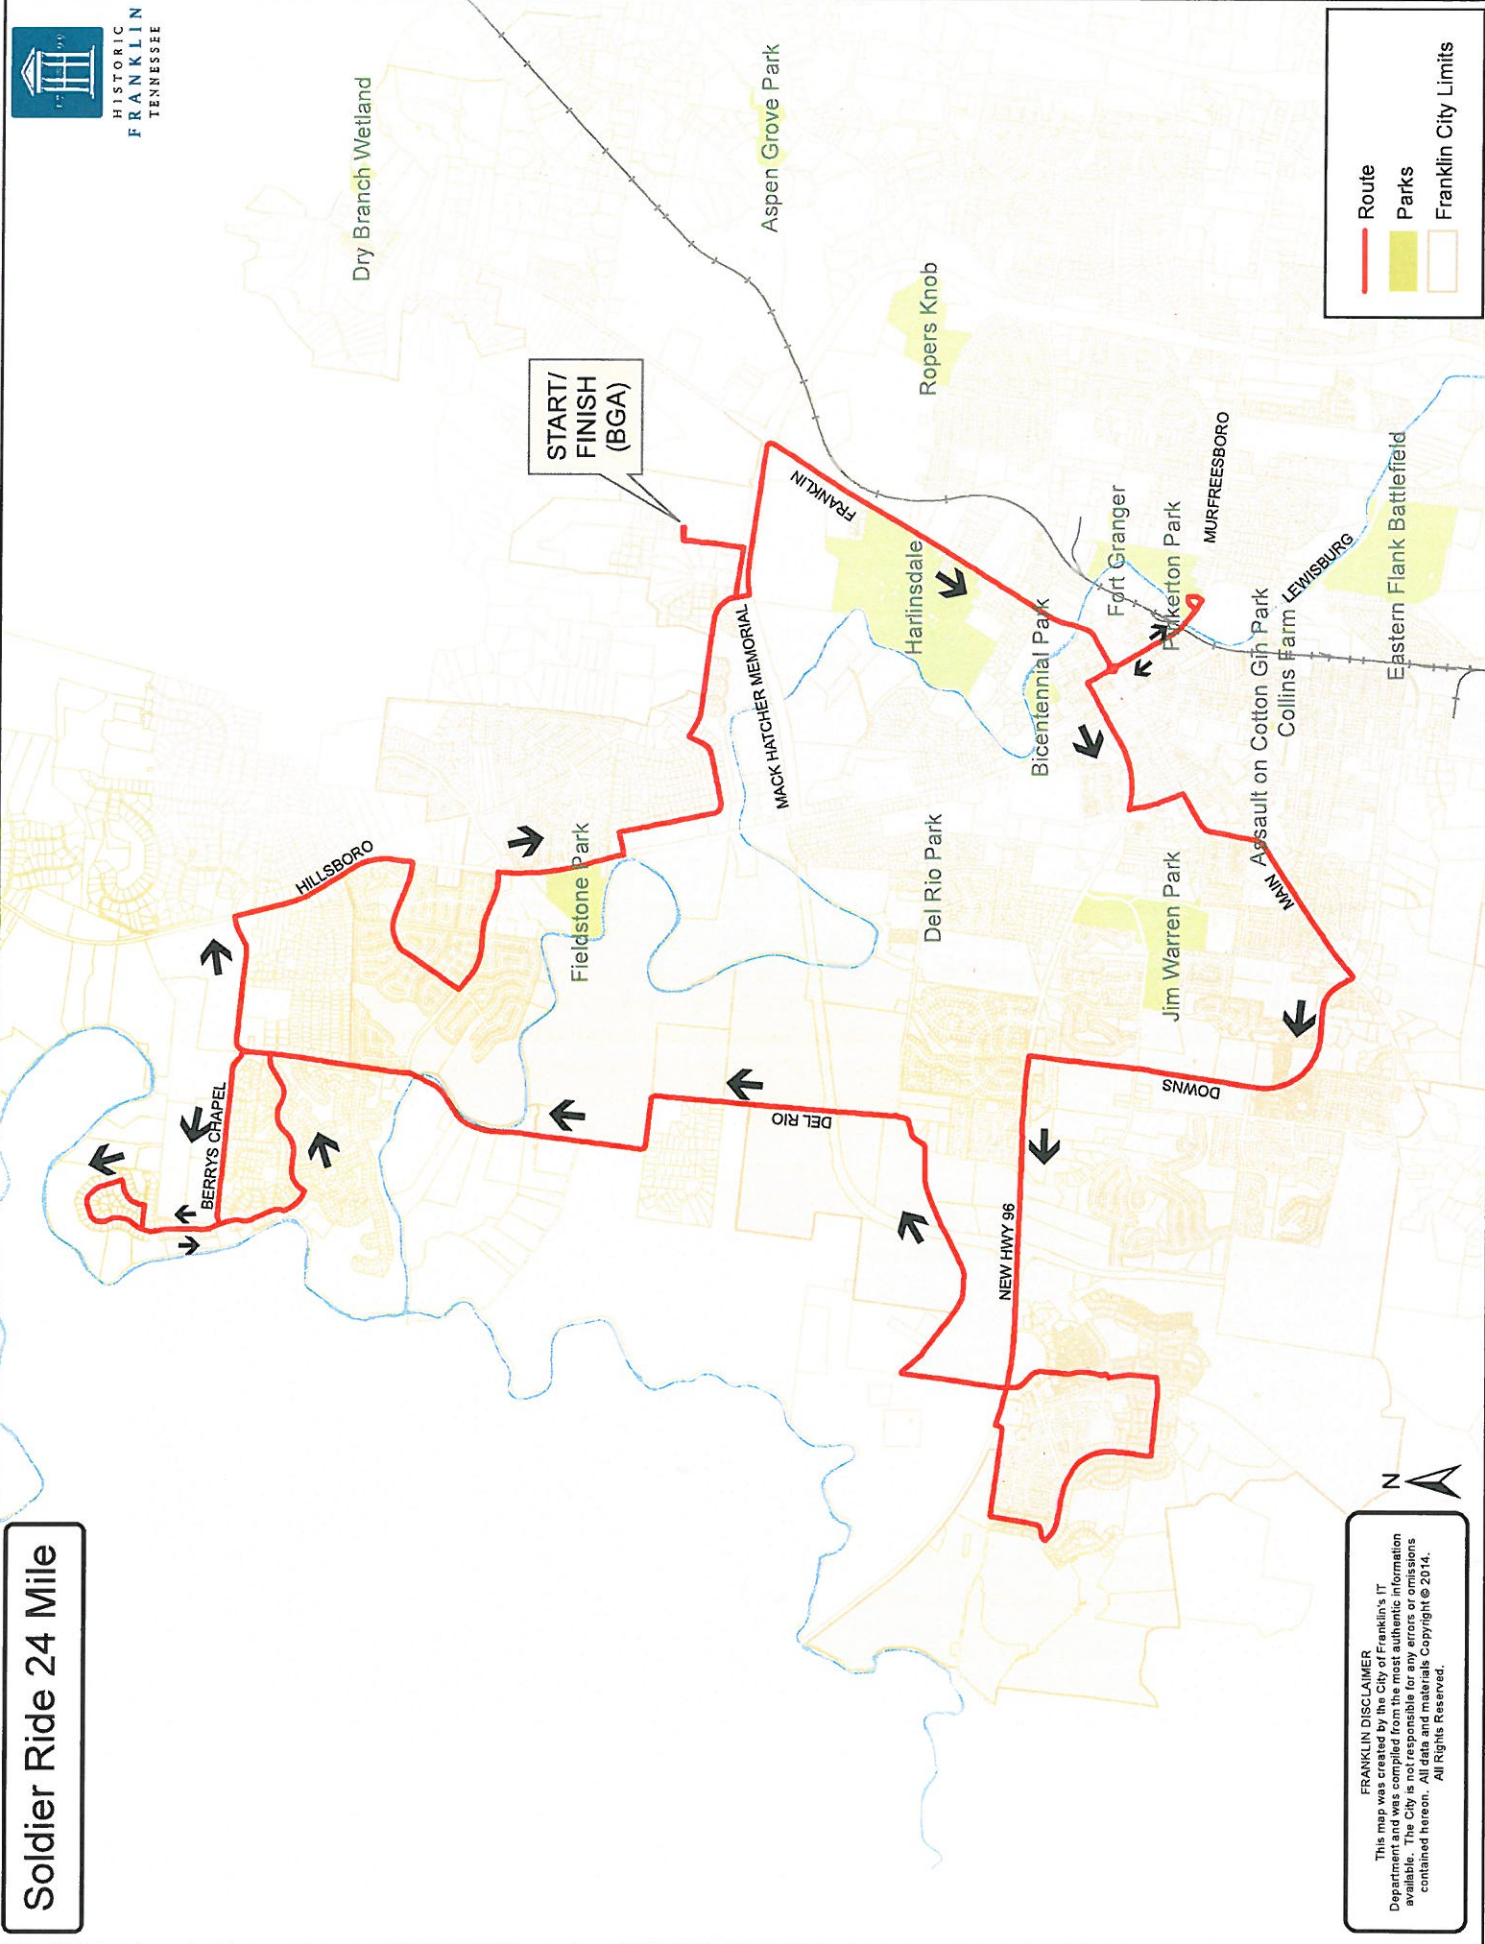 Soldier Ride 24 Mile
HISTORIC
FRANKLIN
TENNESSEE
Dry Branch Wetland
Aspen Grove Park
START/
FINISH
(BGA)
Ropers Knob
FRANKLIN
Harlinsdale
MACK HATCHER MEMORIAL
HILLSBORO
Fieldstone Park
BERRYS CHAPEL
Bicentennial Park
Fort Granger
Pinkerton Park
MURFREESBORO
LEWISBURG
Eastern Flank Battlefield
Assault on Cotton Gin Park
Collins Farm
Del Rio Park
Jim Warren Park
MAIN
DOWNS
DEL RIO
NEW HWY 96
Route
Parks
Franklin City Limits
N
FRANKLIN DISCLAIMER
This map was created by the City of Franklin's IT
Department and was compiled from the most authentic information
available. The City is not responsible for any errors or omissions
contained hereon. All data and materials Copyright © 2014.
All Rights Reserved.